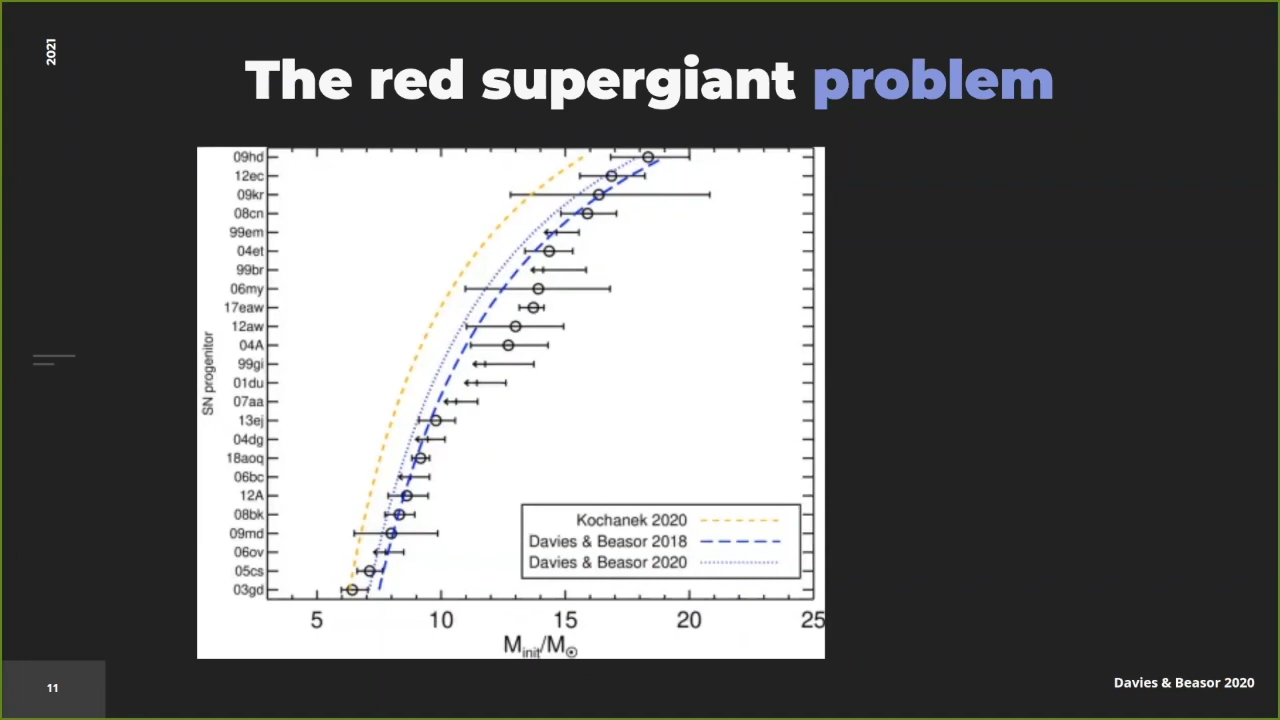 2021
The red supergiant problem
09hd
12ec
09kr
08cn
99em
04et
99br
06my
17eaw
12aw
04A
99gi
01du
07aa
13ej
04dg
18aoq
06bc
12A
08bk
09md
06ov
05cs
03gd
SN progenitor
Kochanek 2020
Davies & Beasor 2018
Davies & Beasor 2020
5 10 15 20 25
Minit/M☉
11
Davies & Beasor 2020